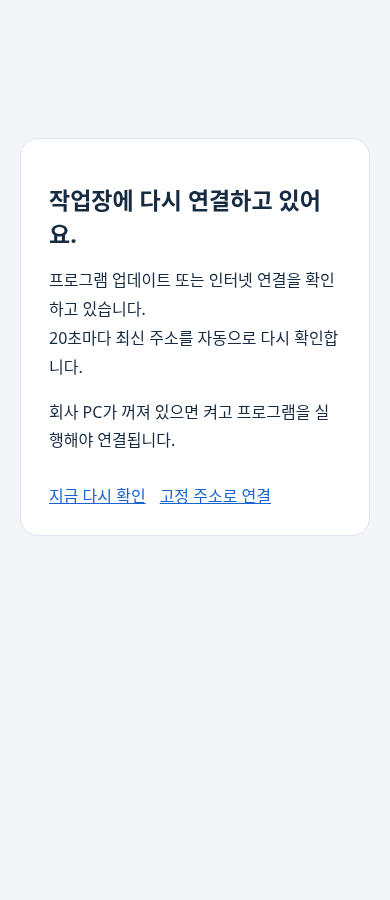 작업장에 다시 연결하고 있어
요.
프로그램 업데이트 또는 인터넷 연결을 확인
하고 있습니다.
20초마다 최신 주소를 자동으로 다시 확인합
니다.
회사 PC가 꺼져 있으면 켜고 프로그램을 실
행해야 연결됩니다.
지금 다시 확인 고정 주소로 연결